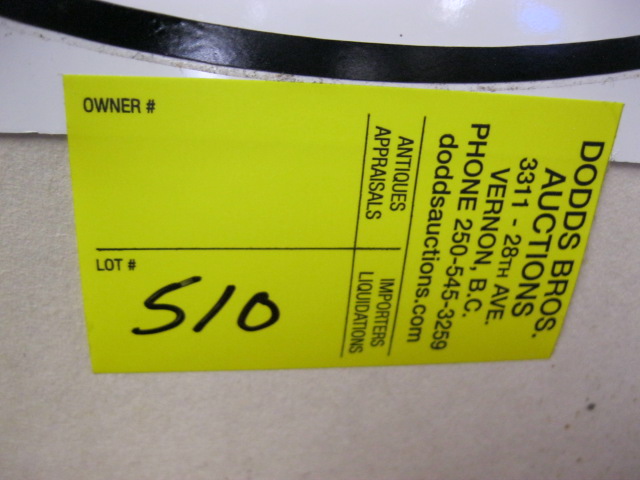 OWNER #
LOT #
510
DODDS BROS.
AUCTIONS
3311 - 28TH AVE.
VERNON, B.C.
PHONE 250-545-3259
doddsauctions.com
ANTIQUES
APPRAISALS
IMPORTERS
LIQUIDATIONS